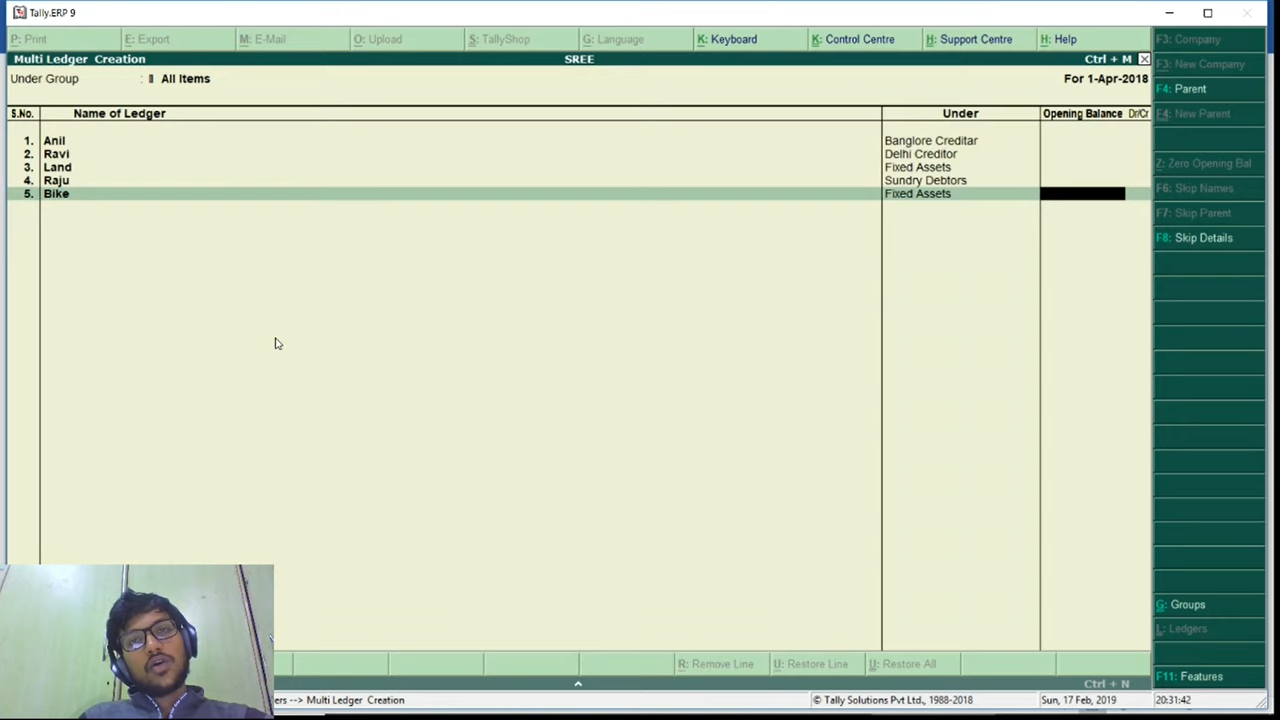 Tally.ERP 9
P: Print E: Export M: E-Mail O: Upload S: TallyShop G: Language K: Keyboard K: Control Centre H: Support Centre H: Help
Multi Ledger Creation SREE Ctrl + M
Under Group : All Items For 1-Apr-2018
S.No. Name of Ledger Under Opening Balance Dr/Cr
1. Anil Banglore Creditar
2. Ravi Delhi Creditor
3. Land Fixed Assets
4. Raju Sundry Debtors
5. Bike Fixed Assets
F3: Company
F3: New Company
F4: Parent
F4: New Parent
Z: Zero Opening Bal
F6: Skip Names
F7: Skip Parent
F8: Skip Details
G: Groups
L: Ledgers
F11: Features
R: Remove Line U: Restore Line U: Restore All
Ctrl + N
ers --> Multi Ledger Creation © Tally Solutions Pvt Ltd., 1988-2018 Sun, 17 Feb, 2019 20:31:42